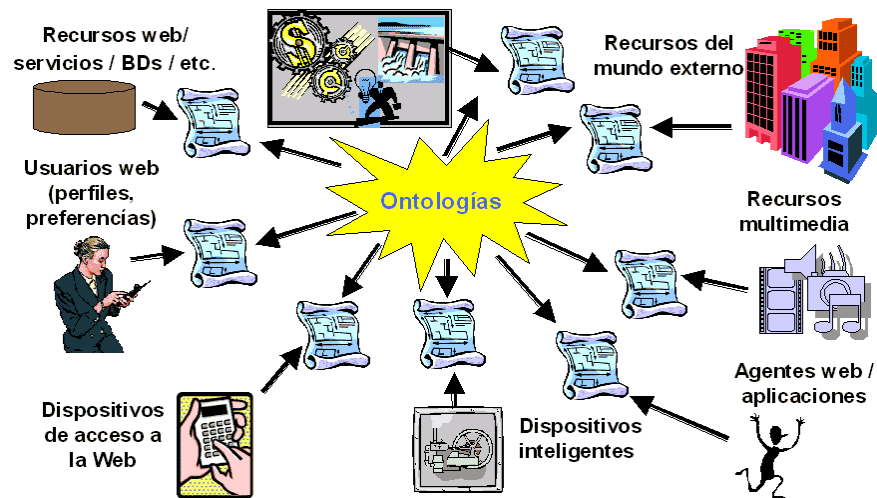 Recursos web/
servicios / BDs / etc.
Recursos del
mundo externo
Usuarios web
(perfiles,
preferencías)
Ontologías
Recursos
multimedia
Agentes web /
aplicaciones
Dispositivos
de acceso a
la Web
Dispositivos
inteligentes